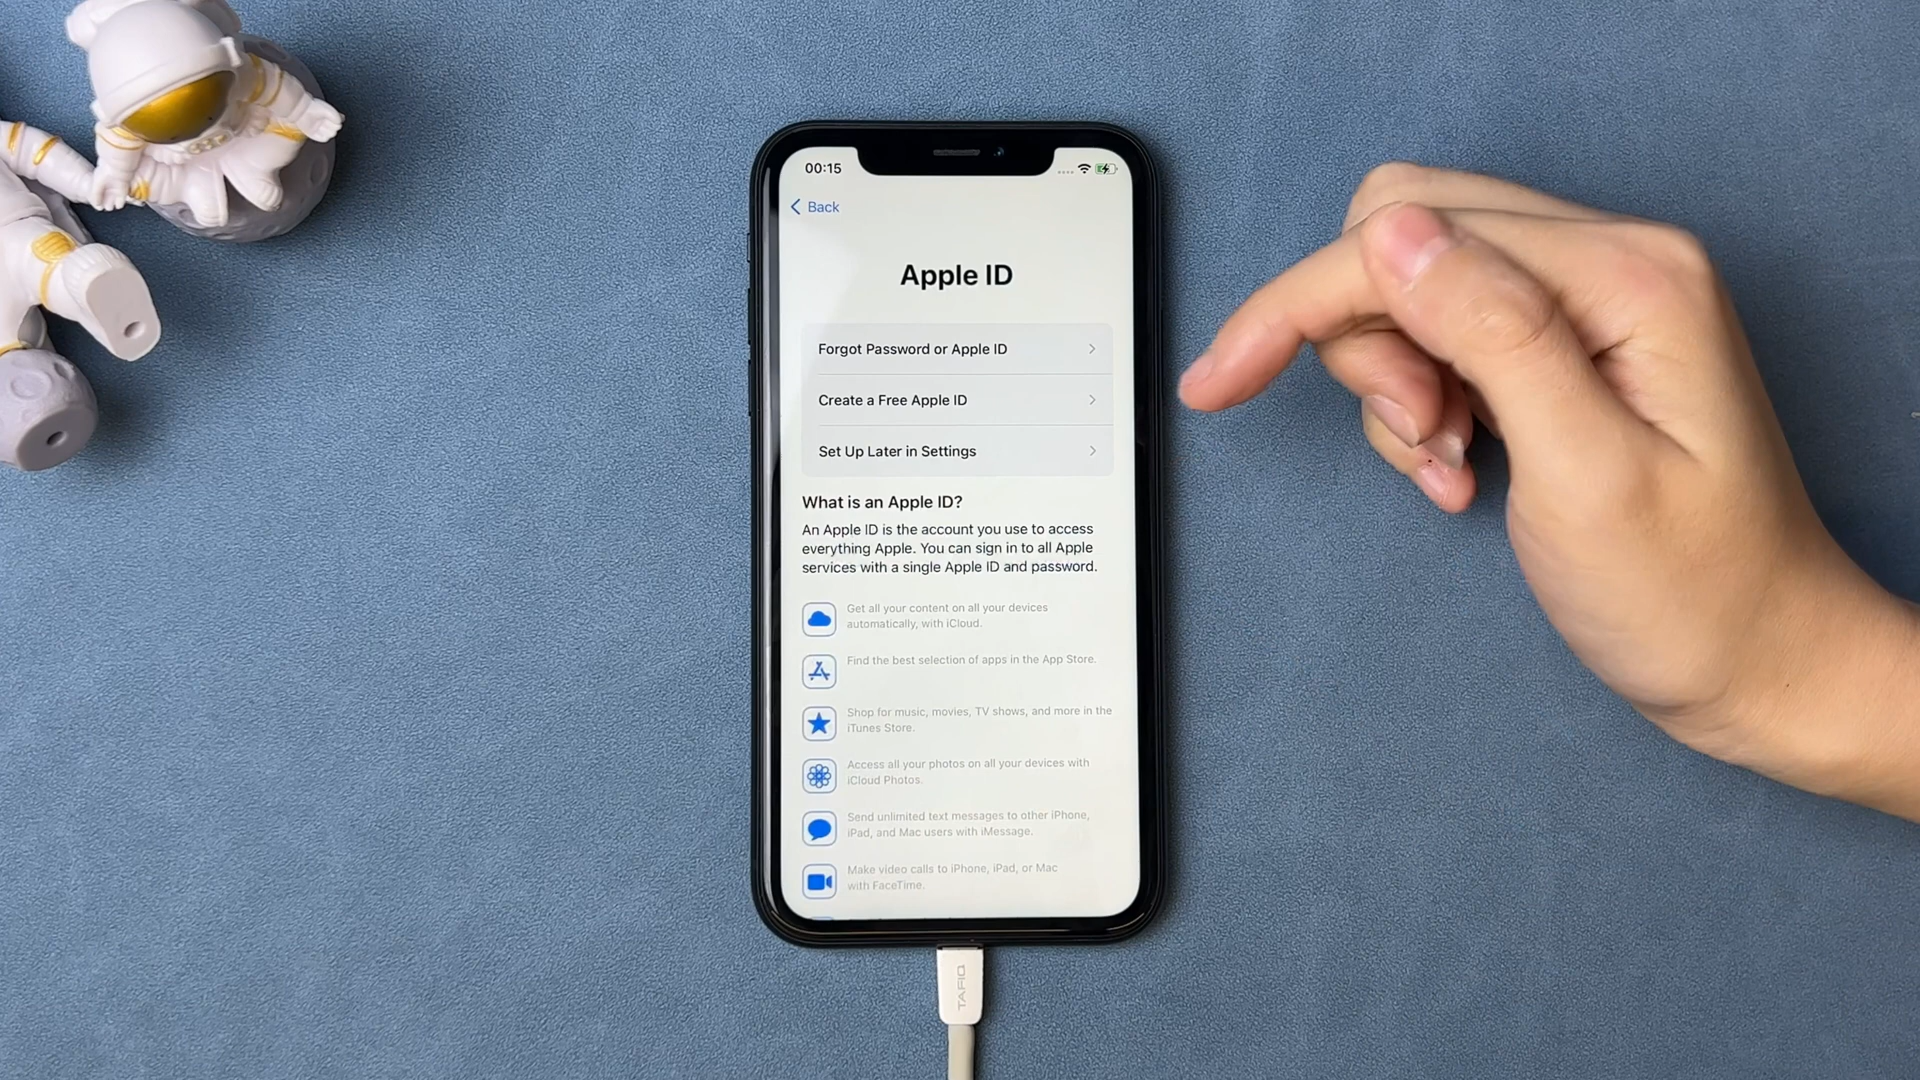 00:15
Back
Apple ID
Forgot Password or Apple ID
Create a Free Apple ID
Set Up Later in Settings
What is an Apple ID?
An Apple ID is the account you use to access
everything Apple. You can sign in to all Apple
services with a single Apple ID and password.
Get all your content on all your devices
automatically, with iCloud.
Find the best selection of apps in the App Store.
Shop for music, movies, TV shows, and more in the
iTunes Store.
Access all your photos on all your devices with
iCloud Photos.
Send unlimited text messages to other iPhone,
iPad, and Mac users with iMessage.
Make video calls to iPhone, iPad, or Mac
with FaceTime.
TAFIQ